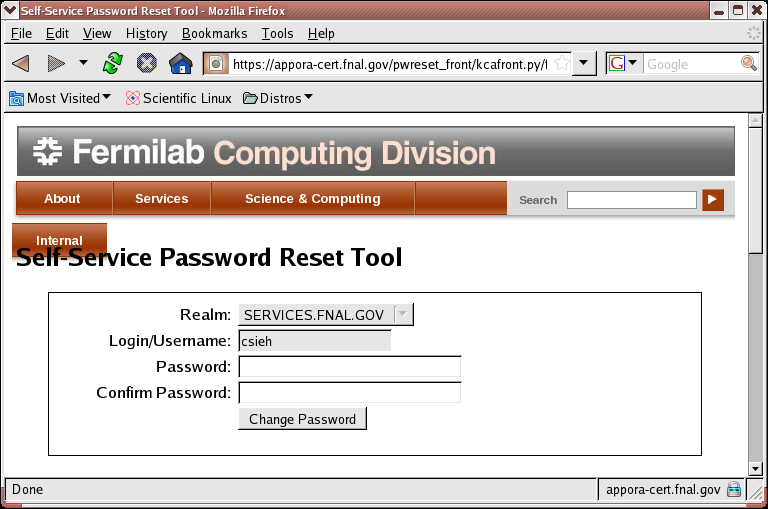 Self-Service Password Reset Tool - Mozilla Firefox
File Edit View History Bookmarks Tools Help
https://appora-cert.fnal.gov/pwreset_front/kcafront.py/f
G Google
Most Visited Scientific Linux Distros
Fermilab Computing Division
About Services Science & Computing Search
Internal
Self-Service Password Reset Tool
Realm: SERVICES.FNAL.GOV
Login/Username: csieh
Password:
Confirm Password:
Change Password
Done appora-cert.fnal.gov